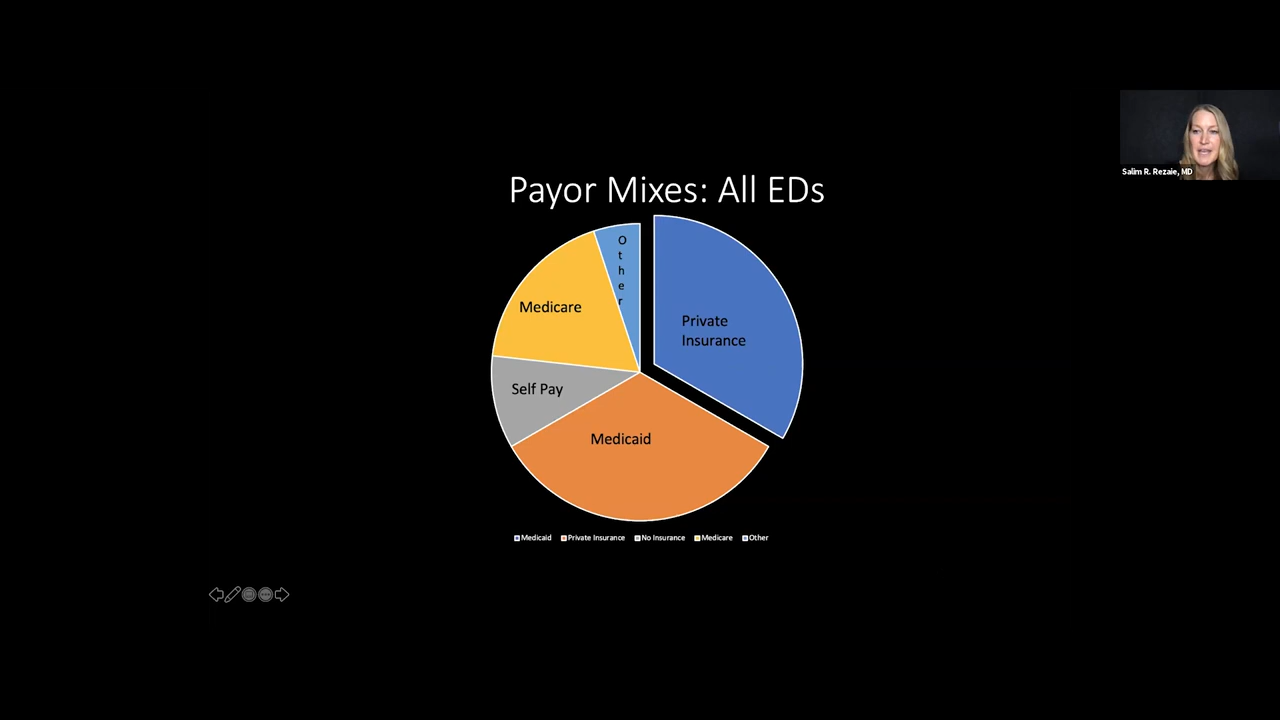 Payor Mixes: All EDs
Other
Private
Insurance
Medicare
Self Pay
Medicaid
Medicaid Private Insurance No Insurance Medicare Other
Salim R. Rezaie, MD